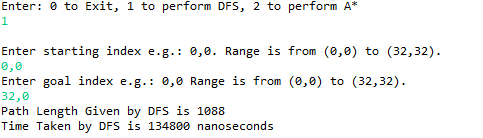 Enter: 0 to Exit, 1 to perform DFS, 2 to perform A*
1
Enter starting index e.g.: 0,0. Range is from (0,0) to (32,32).
0,0
Enter goal index e.g.: 0,0 Range is from (0,0) to (32,32).
32,0
Path Length Given by DFS is 1088
Time Taken by DFS is 134800 nanoseconds